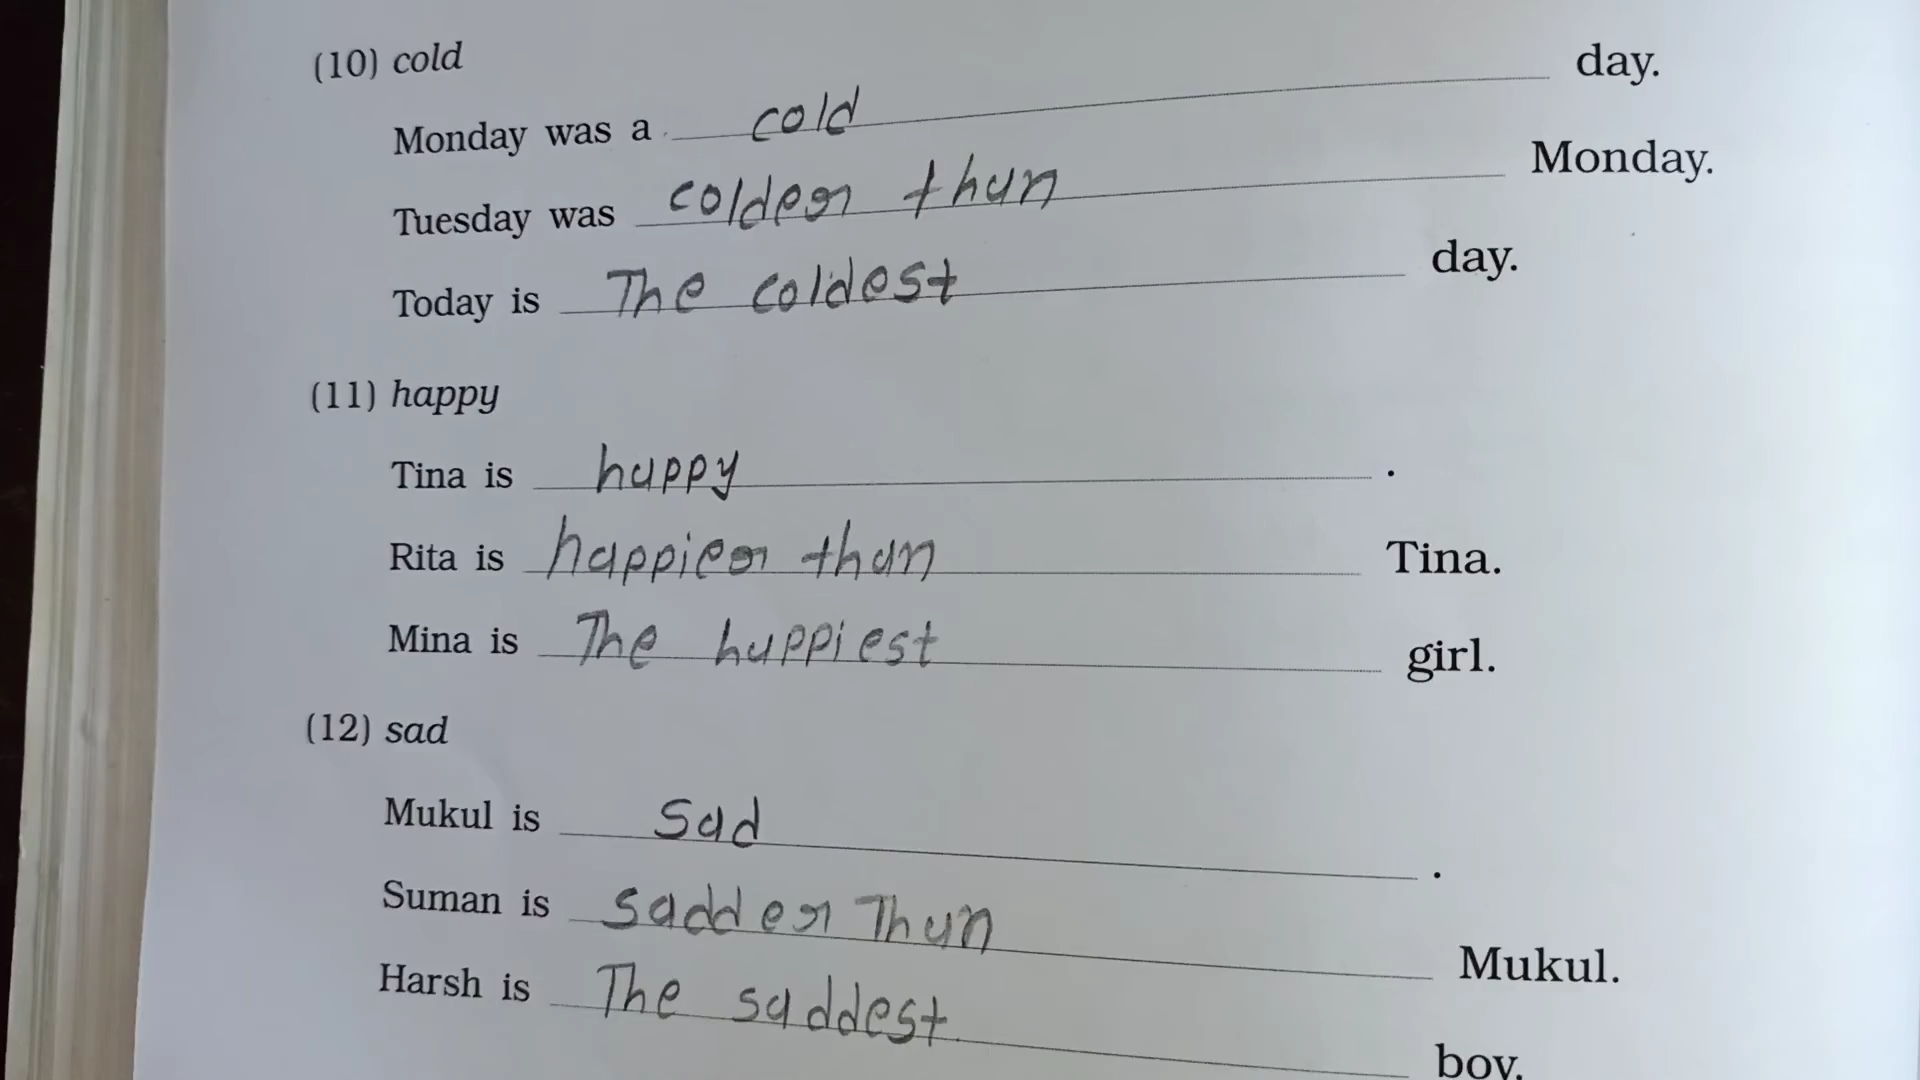 (10) cold
Monday was a cold day.
Tuesday was colder than Monday.
Today is The coldest day.
(11) happy
Tina is happy .
Rita is happier than Tina.
Mina is The happiest girl.
(12) sad
Mukul is sad .
Suman is sadder Than Mukul.
Harsh is The saddest boy.